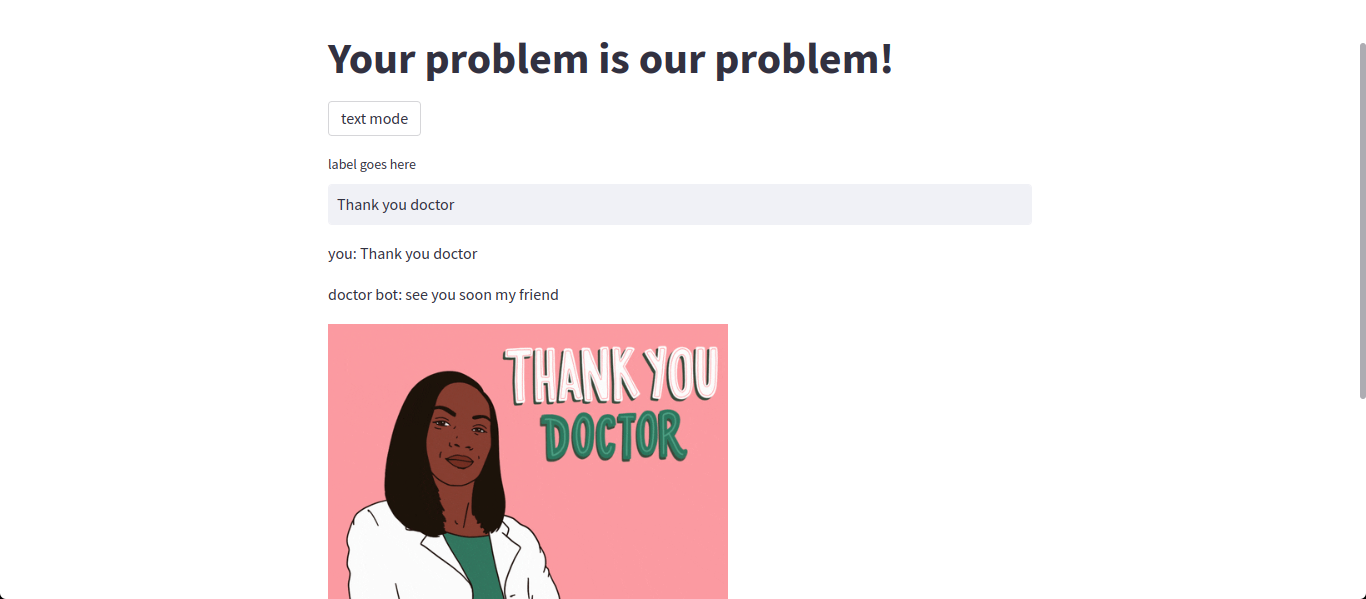 Your problem is our problem!
text mode
label goes here
Thank you doctor
you: Thank you doctor
doctor bot: see you soon my friend
THANK YOU
DOCTOR